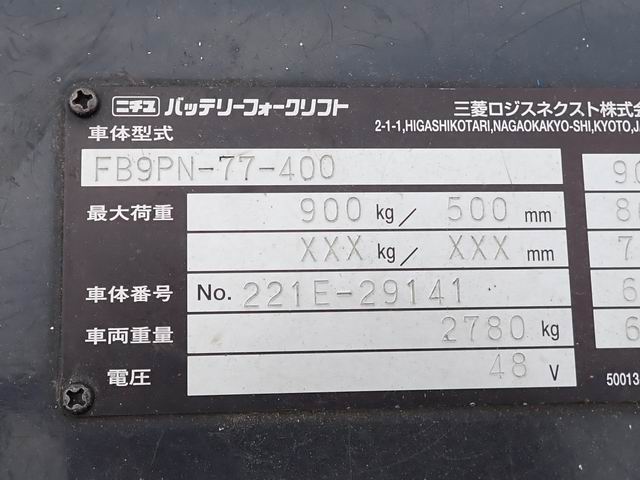 ニチユ バッテリーフォークリフト 三菱ロジスネクスト株式会
2-1-1,HIGASHIKOTARI,NAGAOKAKYO-SHI,KYOTO,J
車体型式
FB9PN-77-400
最大荷重 900 kg/ 500 mm
XXX kg/ XXX mm
車体番号 No. 221E-29141
車両重量 2780 kg
電圧 48 V
50013